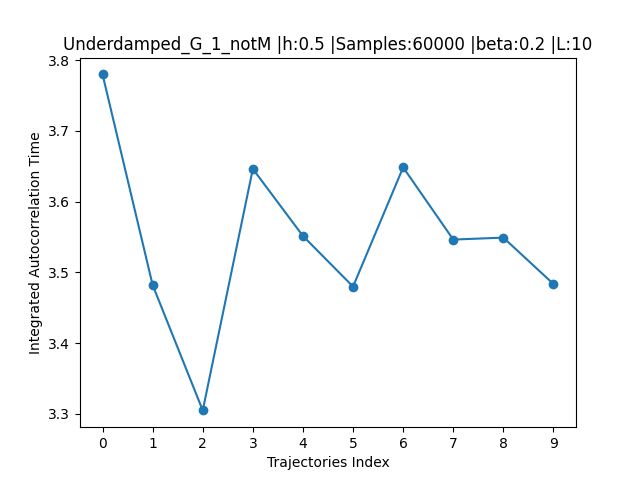 Underdamped_G_1_notM |h:0.5 |Samples:60000 |beta:0.2 |L:10
3.8
3.7
3.6
3.5
3.4
3.3
Integrated Autocorrelation Time
0 1 2 3 4 5 6 7 8 9
Trajectories Index